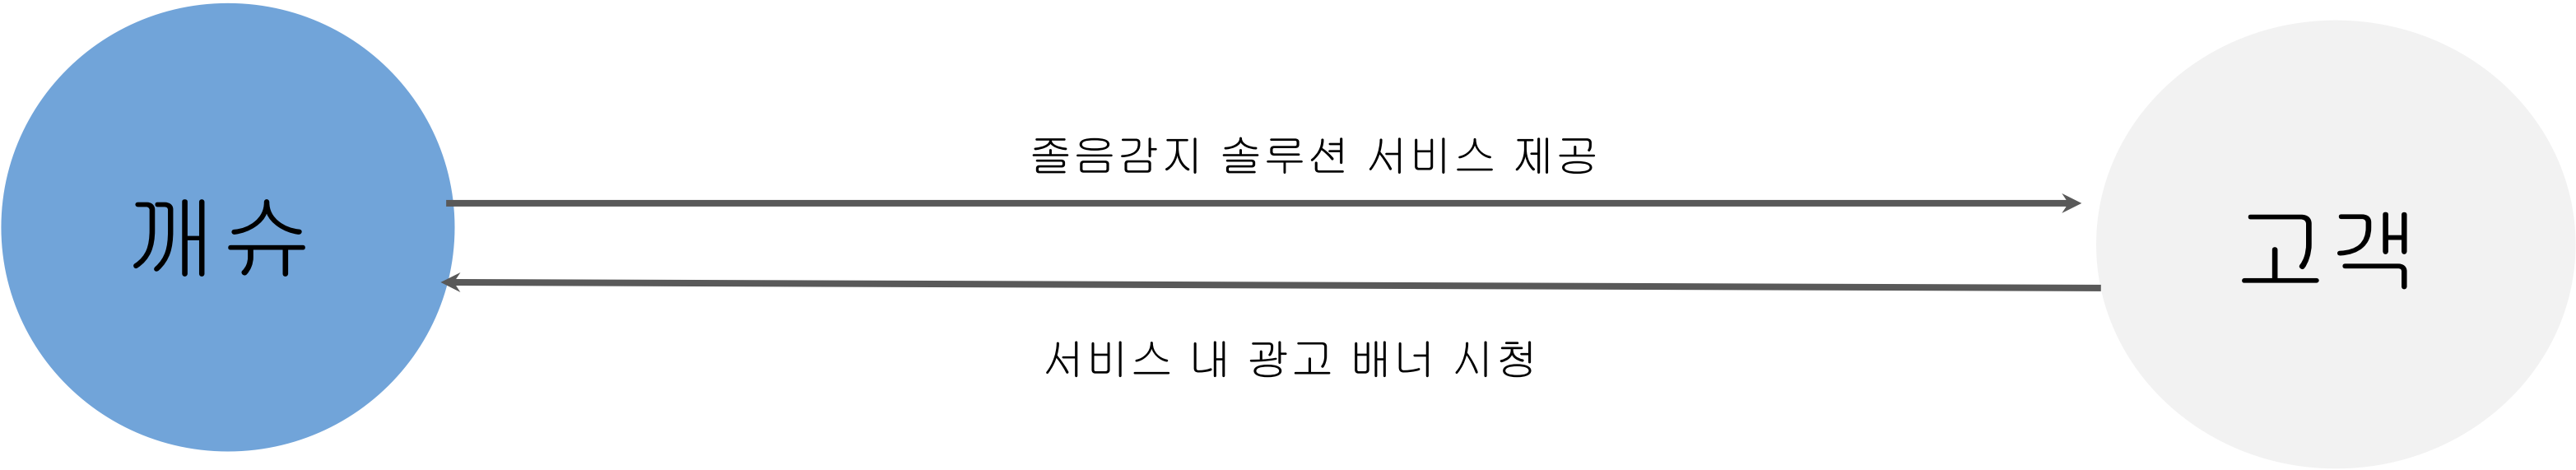 깨슈
졸음감지 솔루션 서비스 제공
서비스 내 광고 배너 시청
고객